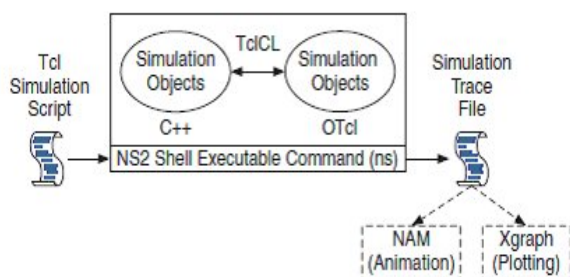 Tcl
Simulation
Script
TclCL
Simulation
Objects
Simulation
Objects
C++
OTcl
NS2 Shell Executable Command (ns)
Simulation
Trace
File
NAM
(Animation)
Xgraph
(Plotting)